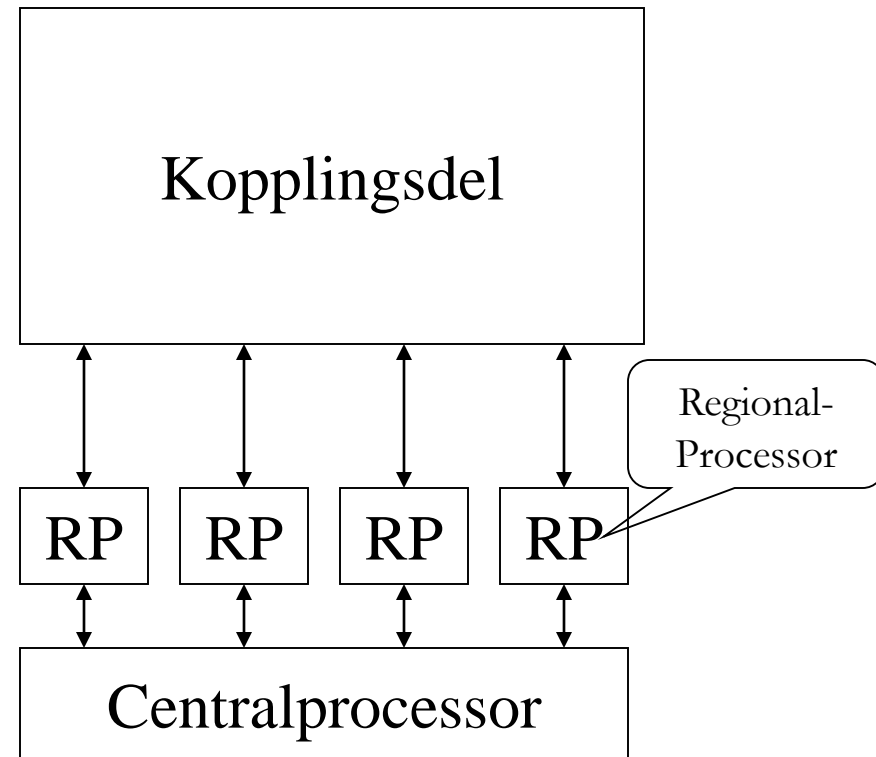 Kopplingsdel
Regional-
Processor
RP RP RP RP
Centralprocessor